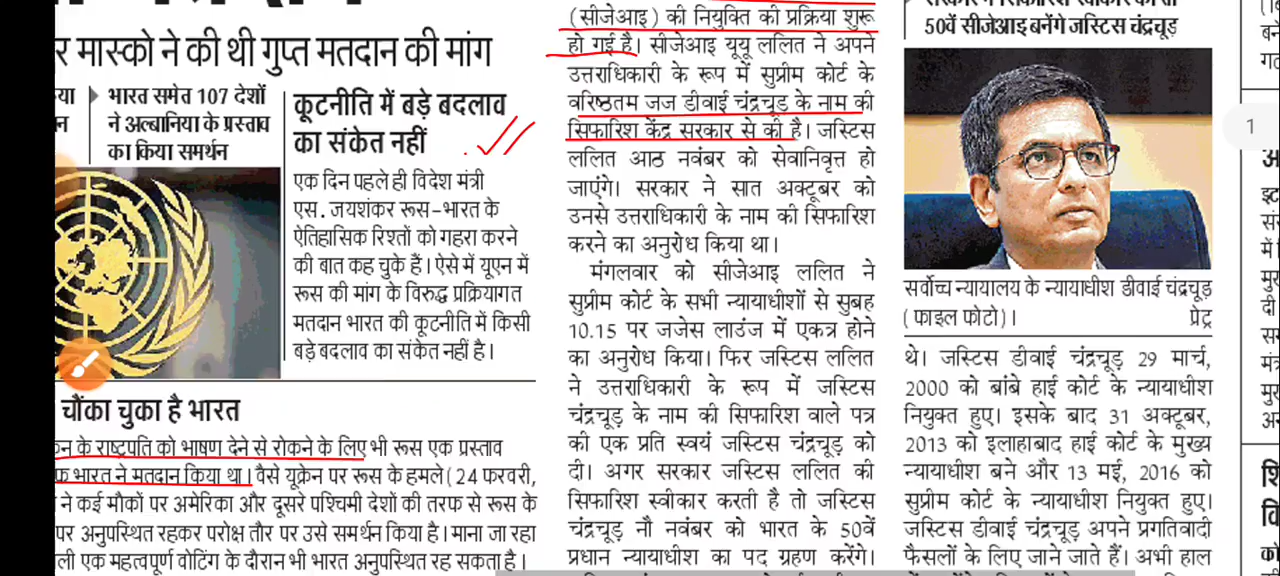 र मास्को ने की थी गुप्त मतदान की मांग
भारत समेत 107 देशों
ने अल्बानिया के प्रस्ताव
का किया समर्थन
कूटनीति में बड़े बदलाव
का संकेत नहीं
एक दिन पहले ही विदेश मंत्री
एस. जयशंकर रूस-भारत के
ऐतिहासिक रिश्तों को गहरा करने
की बात कह चुके हैं। ऐसे में यूएन में
रूस की मांग के विरुद्ध प्रक्रियागत
मतदान भारत की कूटनीति में किसी
बड़े बदलाव का संकेत नहीं है।
चौंका चुका है भारत
के राष्ट्रपति को भाषण देने से रोकने के लिए भी रूस एक प्रस्ताव
भारत ने मतदान किया था। वैसे यूक्रेन पर रूस के हमले (24 फरवरी,
ने कई मौकों पर अमेरिका और दूसरे पश्चिमी देशों की तरफ से रूस के
पर अनुपस्थित रहकर परोक्ष तौर पर उसे समर्थन किया है। माना जा रहा
ली एक महत्वपूर्ण वोटिंग के दौरान भी भारत अनुपस्थित रह सकता है।
(सीजेआइ) की नियुक्ति की प्रक्रिया शुरू
हो गई है। सीजेआइ यूयू ललित ने अपने
उत्तराधिकारी के रूप में सुप्रीम कोर्ट के
वरिष्ठतम जज डीवाई चंद्रचूड़ के नाम की
सिफारिश केंद्र सरकार से की है। जस्टिस
ललित आठ नवंबर को सेवानिवृत्त हो
जाएंगे। सरकार ने सात अक्टूबर को
उनसे उत्तराधिकारी के नाम की सिफारिश
करने का अनुरोध किया था।
मंगलवार को सीजेआइ ललित ने
सुप्रीम कोर्ट के सभी न्यायाधीशों से सुबह
10.15 पर जजेस लाउंज में एकत्र होने
का अनुरोध किया। फिर जस्टिस ललित
ने उत्तराधिकारी के रूप में जस्टिस
चंद्रचूड़ के नाम की सिफारिश वाले पत्र
की एक प्रति स्वयं जस्टिस चंद्रचूड़ को
दी। अगर सरकार जस्टिस ललित की
सिफारिश स्वीकार करती है तो जस्टिस
चंद्रचूड़ नौ नवंबर को भारत के 50वें
प्रधान न्यायाधीश का पद ग्रहण करेंगे।
50वें सीजेआइ बनेंगे जस्टिस चंद्रचूड़
सर्वोच्च न्यायालय के न्यायाधीश डीवाई चंद्रचूड़
(फाइल फोटो)। प्रेट्र
थे। जस्टिस डीवाई चंद्रचूड़ 29 मार्च,
2000 को बांबे हाई कोर्ट के न्यायाधीश
नियुक्त हुए। इसके बाद 31 अक्टूबर,
2013 को इलाहाबाद हाई कोर्ट के मुख्य
न्यायाधीश बने और 13 मई, 2016 को
सुप्रीम कोर्ट के न्यायाधीश नियुक्त हुए।
जस्टिस डीवाई चंद्रचूड़ अपने प्रगतिवादी
फैसलों के लिए जाने जाते हैं। अभी हाल
1